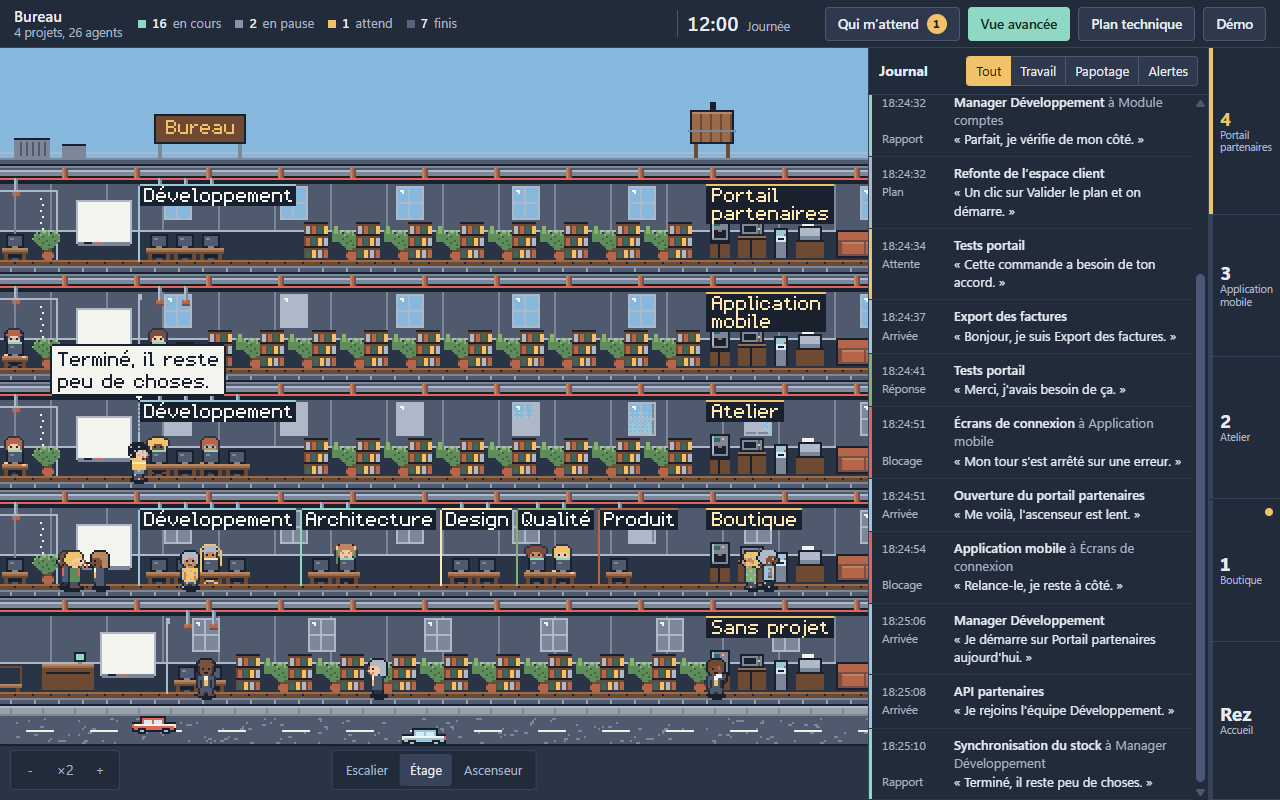 Bureau
4 projets, 26 agents
16 en cours
2 en pause
1 attend
7 finis
12:00 Journée
Qui m'attend 1
Vue avancée
Plan technique
Démo
Bureau
Développement
Portail
partenaires
Application
mobile
Terminé, il reste
peu de choses.
Développement
Atelier
Développement
Architecture
Design
Qualité
Produit
Boutique
Sans projet
- ×2 +
Escalier
Étage
Ascenseur
Journal
Tout
Travail
Papotage
Alertes
18:24:32 Manager Développement à Module
comptes
Rapport « Parfait, je vérifie de mon côté. »
18:24:32 Refonte de l'espace client
Plan « Un clic sur Valider le plan et on
démarre. »
18:24:34 Tests portail
Attente « Cette commande a besoin de ton
accord. »
18:24:37 Export des factures
Arrivée « Bonjour, je suis Export des factures. »
18:24:41 Tests portail
Réponse « Merci, j'avais besoin de ça. »
18:24:51 Écrans de connexion à Application
mobile
Blocage « Mon tour s'est arrêté sur une erreur. »
18:24:51 Ouverture du portail partenaires
Arrivée « Me voilà, l'ascenseur est lent. »
18:24:54 Application mobile à Écrans de
connexion
Blocage « Relance-le, je reste à côté. »
18:25:06 Manager Développement
Arrivée « Je démarre sur Portail partenaires
aujourd'hui. »
18:25:08 API partenaires
Arrivée « Je rejoins l'équipe Développement. »
18:25:10 Synchronisation du stock à Manager
Développement
Rapport « Terminé, il reste peu de choses. »
4
Portail
partenaires
3
Application
mobile
2
Atelier
1
Boutique
Rez
Accueil